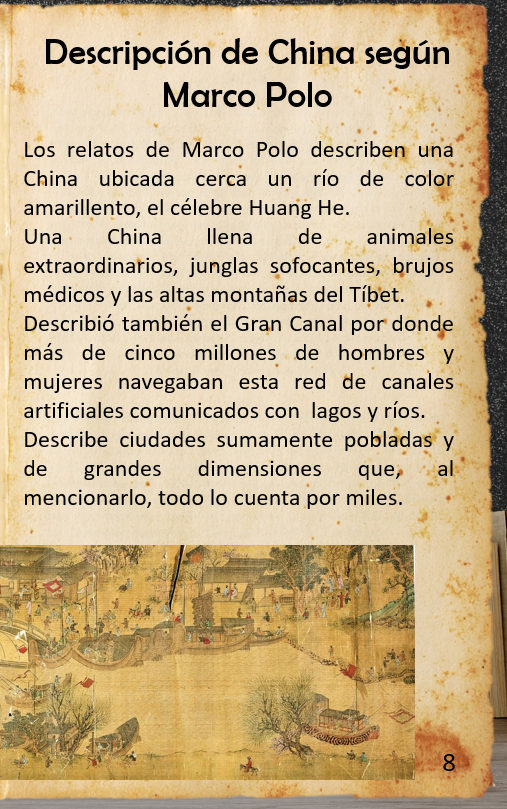 Descripción de China según
Marco Polo
Los relatos de Marco Polo describen una
China ubicada cerca un río de color
amarillento, el célebre Huang He.
Una China llena de animales
extraordinarios, junglas sofocantes, brujos
médicos y las altas montañas del Tíbet.
Describió también el Gran Canal por donde
más de cinco millones de hombres y
mujeres navegaban esta red de canales
artificiales comunicados con lagos y ríos.
Describe ciudades sumamente pobladas y
de grandes dimensiones que, al
mencionarlo, todo lo cuenta por miles.
8